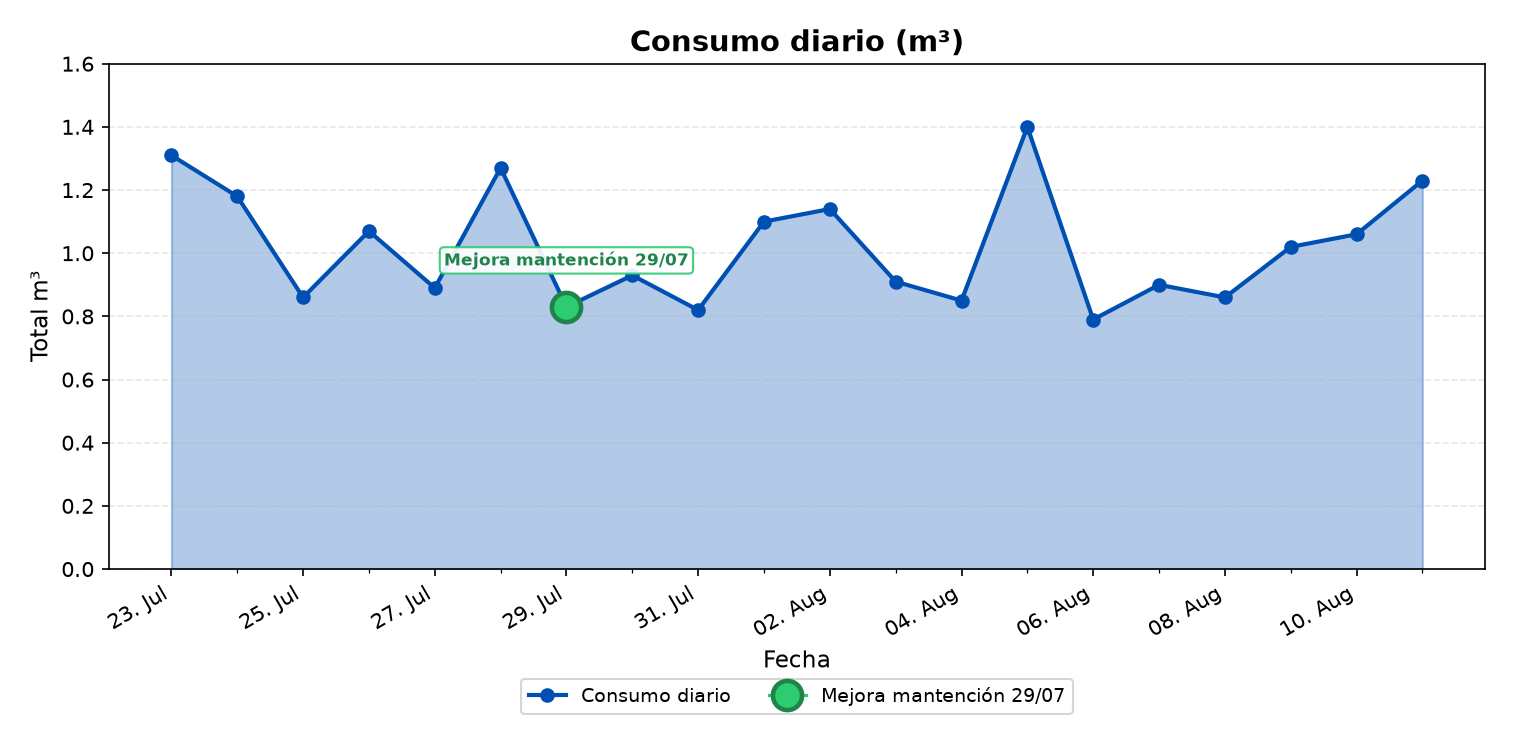 Consumo diario (m³)
Total m³
1.6
1.4
1.2
1.0
0.8
0.6
0.4
0.2
0.0
Mejora mantención 29/07
23. Jul
25. Jul
27. Jul
29. Jul
31. Jul
02. Aug
04. Aug
06. Aug
08. Aug
10. Aug
Fecha
Consumo diario
Mejora mantención 29/07